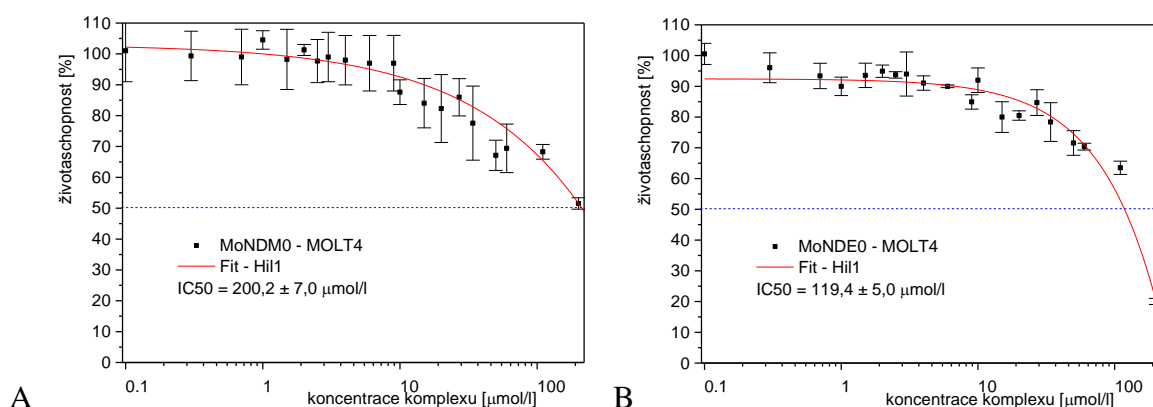 110
100
90
80
70
60
50
40
30
20
10
0
životaschopnost [%]
MoNDM0 - MOLT4
Fit - Hil1
IC50 = 200,2 ± 7,0 μmol/l
0.1 1 10 100
koncentrace komplexu [μmol/l]
A
110
100
90
80
70
60
50
40
30
20
10
0
životaschopnost [%]
MoNDE0 - MOLT4
Fit - Hil1
IC50 = 119,4 ± 5,0 μmol/l
0.1 1 10 100
koncentrace komplexu [μmol/l]
B